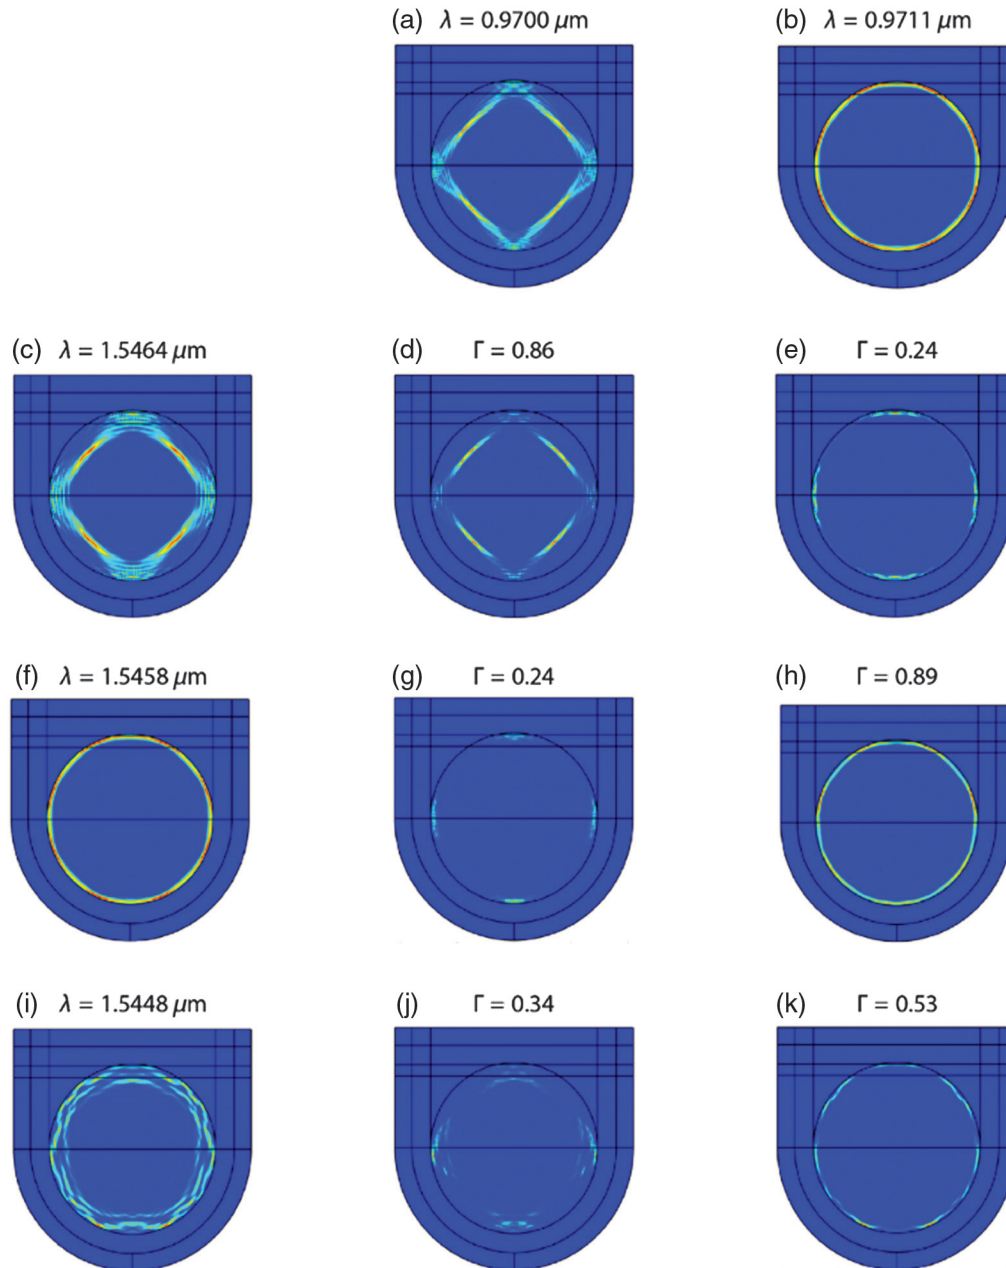 (a) λ = 0.9700 μm
(b) λ = 0.9711 μm
(c) λ = 1.5464 μm
(d) Γ = 0.86
(e) Γ = 0.24
(f) λ = 1.5458 μm
(g) Γ = 0.24
(h) Γ = 0.89
(i) λ = 1.5448 μm
(j) Γ = 0.34
(k) Γ = 0.53